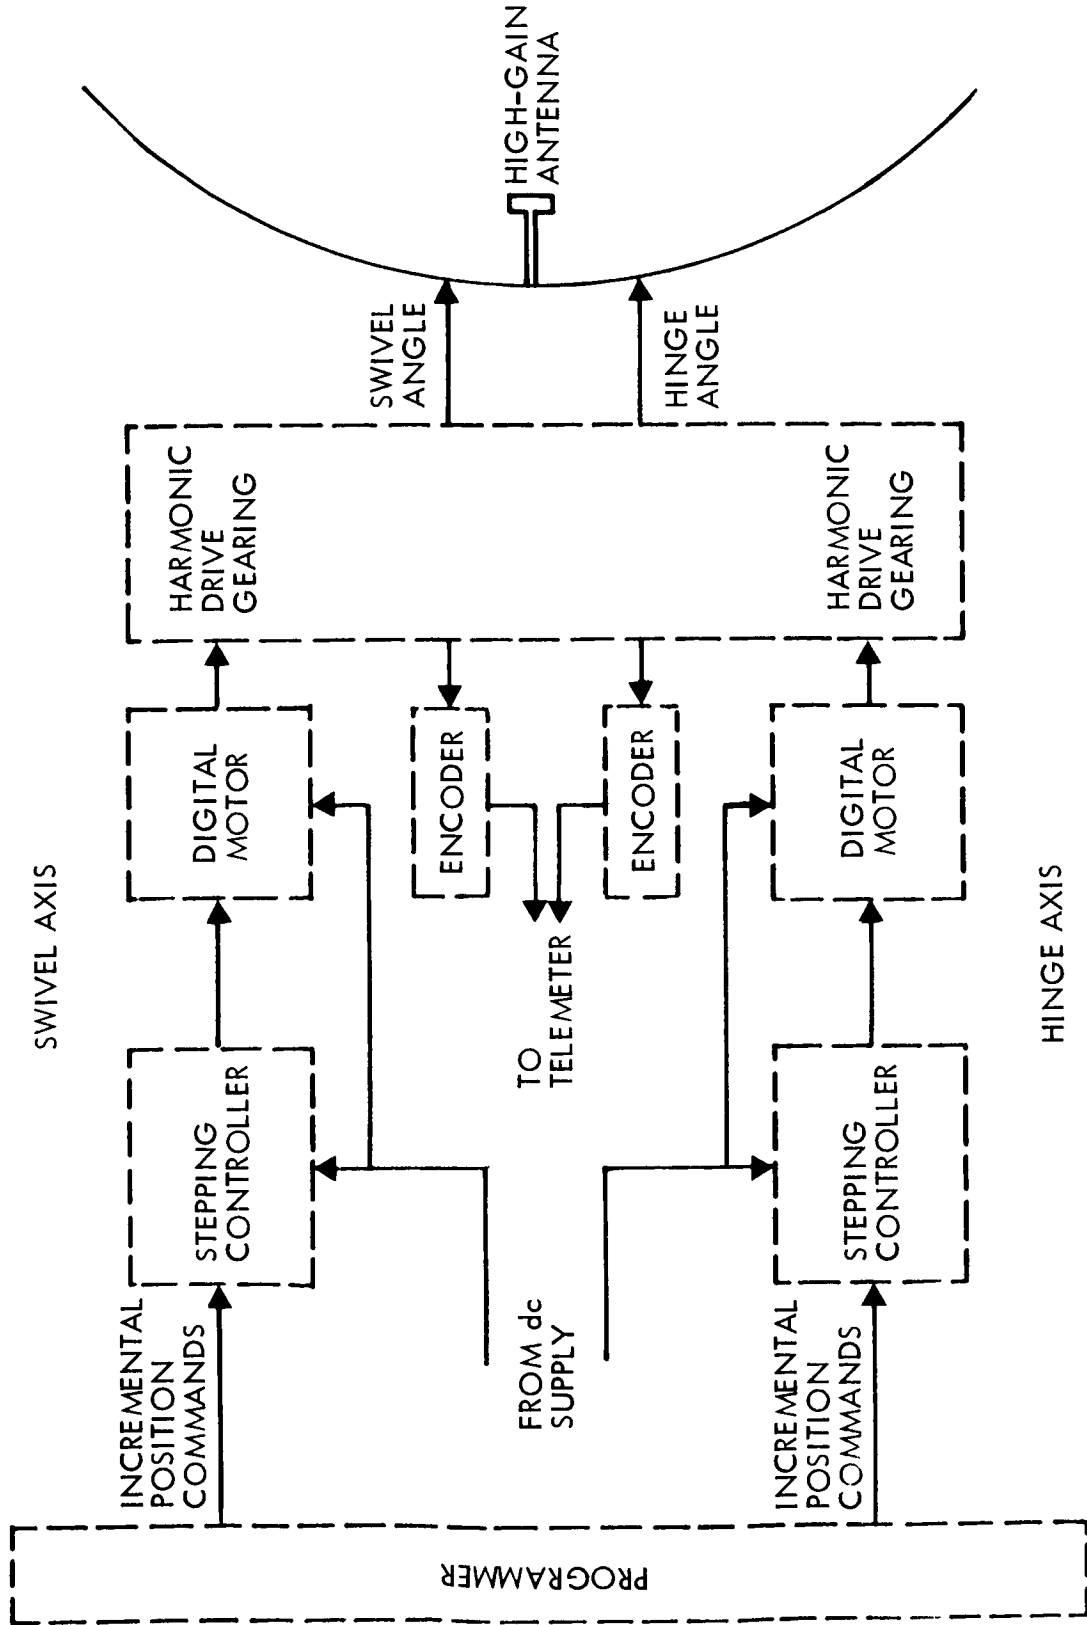 SWIVEL AXIS
INCREMENTAL
POSITION
COMMANDS
STEPPING
CONTROLLER
DIGITAL
MOTOR
HARMONIC
DRIVE
GEARING
SWIVEL
ANGLE
PROGRAMMER
FROM dc
SUPPLY
TO
TELEMETER
ENCODER
ENCODER
HIGH-GAIN
ANTENNA
HINGE
ANGLE
INCREMENTAL
POSITION
COMMANDS
STEPPING
CONTROLLER
DIGITAL
MOTOR
HARMONIC
DRIVE
GEARING
HINGE AXIS